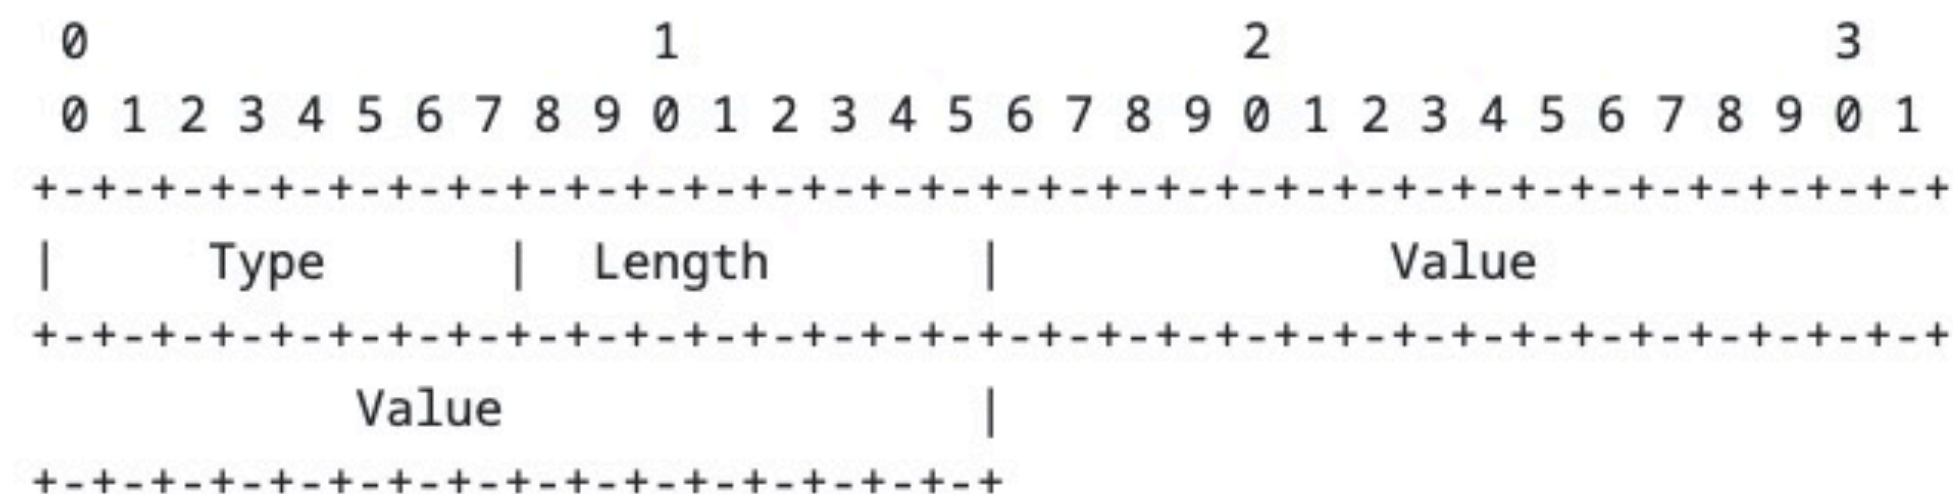 0                   1                   2                   3
 0 1 2 3 4 5 6 7 8 9 0 1 2 3 4 5 6 7 8 9 0 1 2 3 4 5 6 7 8 9 0 1
+-+-+-+-+-+-+-+-+-+-+-+-+-+-+-+-+-+-+-+-+-+-+-+-+-+-+-+-+-+-+-+-+
|     Type      |  Length       |             Value
+-+-+-+-+-+-+-+-+-+-+-+-+-+-+-+-+-+-+-+-+-+-+-+-+-+-+-+-+-+-+-+-+
           Value                |
+-+-+-+-+-+-+-+-+-+-+-+-+-+-+-+-+